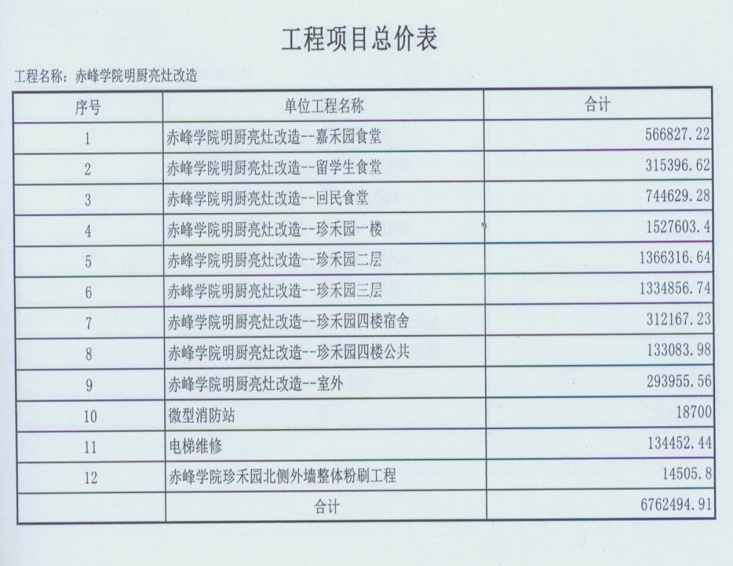 工程项目总价表
工程名称：赤峰学院明厨亮灶改造
序号 单位工程名称 合计
1 赤峰学院明厨亮灶改造--嘉禾园食堂 566827.22
2 赤峰学院明厨亮灶改造--留学生食堂 315396.62
3 赤峰学院明厨亮灶改造--回民食堂 744629.28
4 赤峰学院明厨亮灶改造--珍禾园一楼 1527603.4
5 赤峰学院明厨亮灶改造--珍禾园二层 1366316.64
6 赤峰学院明厨亮灶改造--珍禾园三层 1334856.74
7 赤峰学院明厨亮灶改造--珍禾园四楼宿舍 312167.23
8 赤峰学院明厨亮灶改造--珍禾园四楼公共 133083.98
9 赤峰学院明厨亮灶改造--室外 293955.56
10 微型消防站 18700
11 电梯维修 134452.44
12 赤峰学院珍禾园北侧外墙整体粉刷工程 14505.8
合计 6762494.91